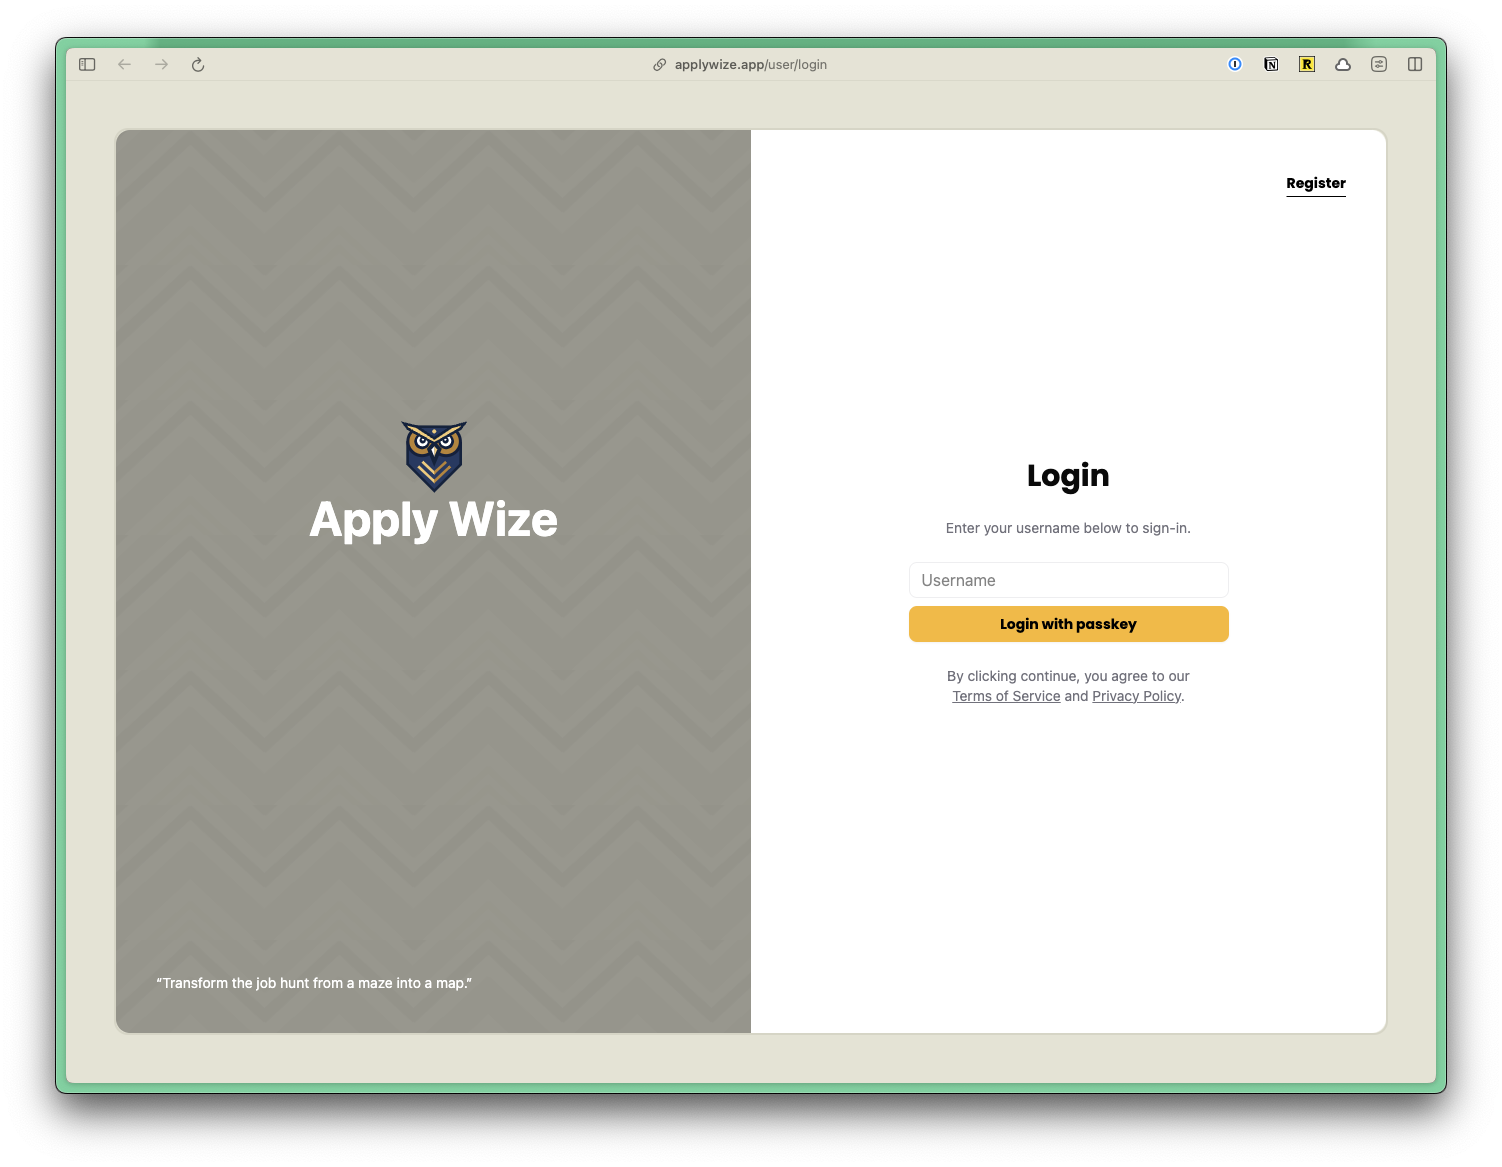 applywize.app/user/login
Register
Apply Wize
“Transform the job hunt from a maze into a map.”
Login
Enter your username below to sign-in.
Username
Login with passkey
By clicking continue, you agree to our
Terms of Service and Privacy Policy.